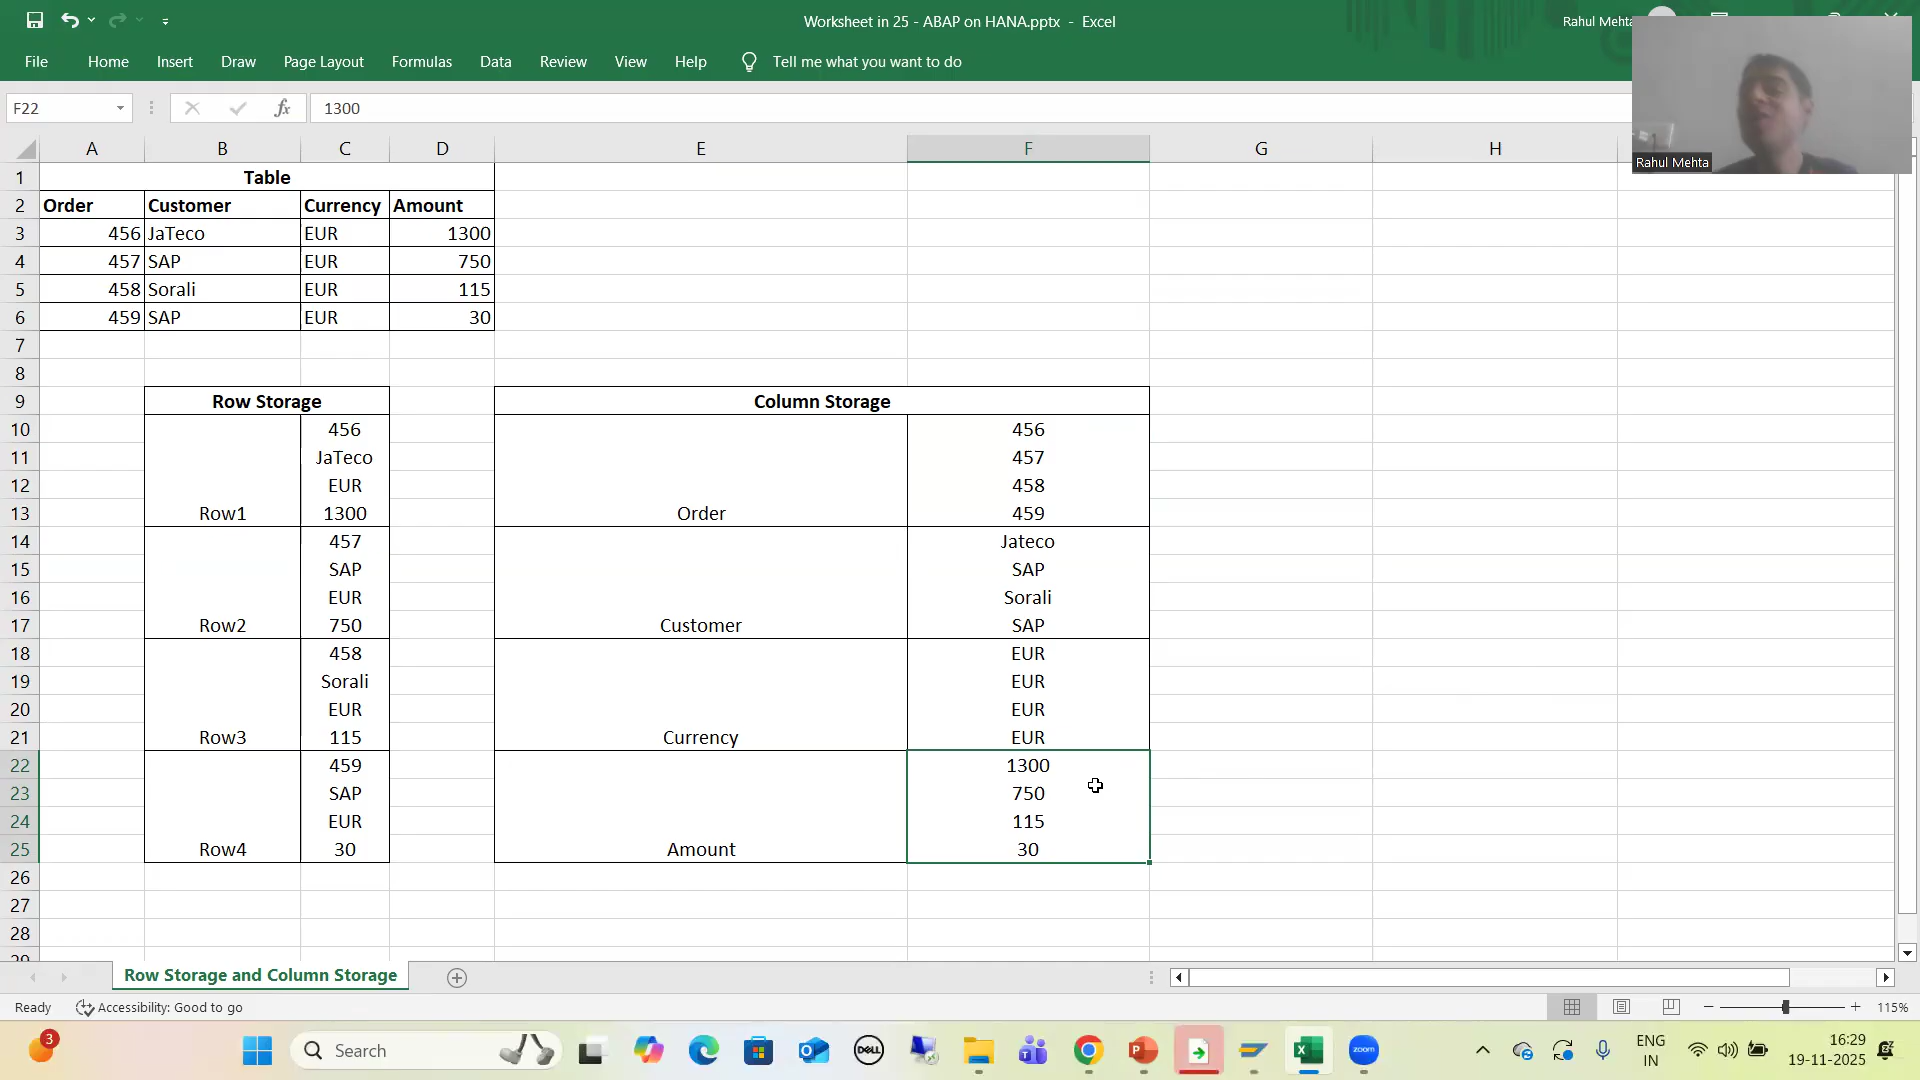 Worksheet in 25 - ABAP on HANA.pptx - Excel
Rahul Mehta
File Home Insert Draw Page Layout Formulas Data Review View Help Tell me what you want to do
F22 fx 1300
Rahul Mehta
A B C D E F G H
1 Table
2 Order Customer Currency Amount
3 456 JaTeco EUR 1300
4 457 SAP EUR 750
5 458 Sorali EUR 115
6 459 SAP EUR 30
7
8
9 Row Storage Column Storage
10 456 456
11 JaTeco 457
12 EUR 458
13 Row1 1300 Order 459
14 457 Jateco
15 SAP SAP
16 EUR Sorali
17 Row2 750 Customer SAP
18 458 EUR
19 Sorali EUR
20 EUR EUR
21 Row3 115 Currency EUR
22 459 1300
23 SAP 750
24 EUR 115
25 Row4 30 Amount 30
26
27
28
29
Row Storage and Column Storage
Ready Accessibility: Good to go 115%
3 Search DELL zoom ENG 16:29
IN 19-11-2025